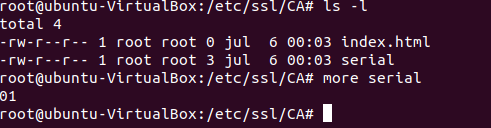 root@ubuntu-VirtualBox:/etc/ssl/CA# ls -l
total 4
-rw-r--r-- 1 root root 0 jul  6 00:03 index.html
-rw-r--r-- 1 root root 3 jul  6 00:03 serial
root@ubuntu-VirtualBox:/etc/ssl/CA# more serial
01
root@ubuntu-VirtualBox:/etc/ssl/CA#